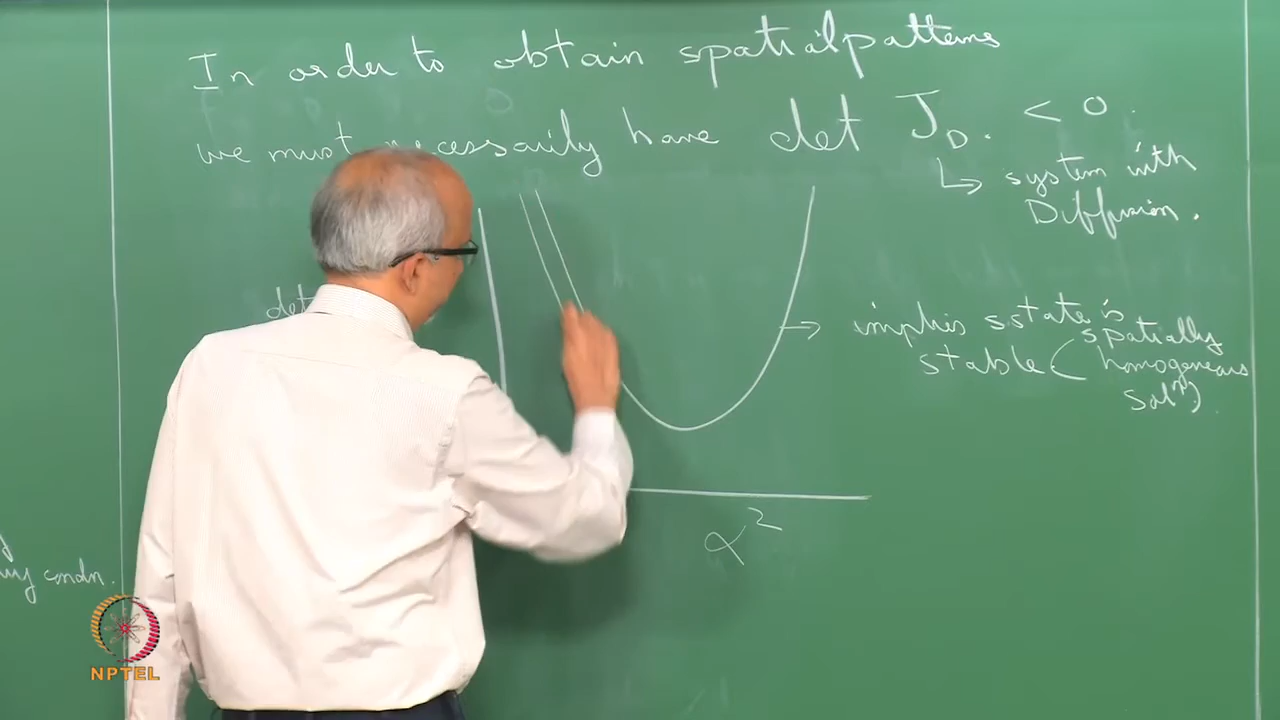 In order to obtain spatial patterns
we must necessarily have det J_D. < 0.
↳ system with
Diffusion.
det
implies s state is
stable ( spatially
homogeneous
Solⁿ)
α²
cndn.
NPTEL